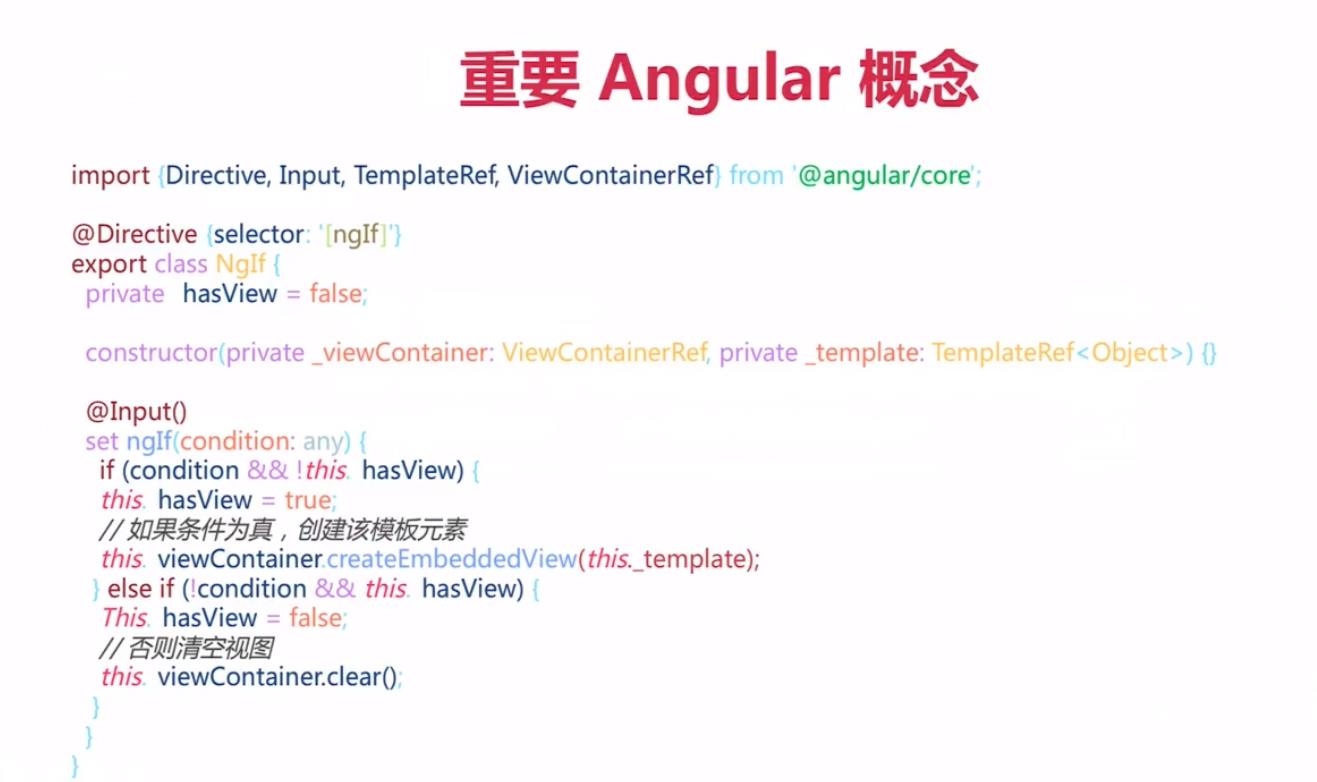 重要 Angular 概念
import {Directive, Input, TemplateRef, ViewContainerRef} from '@angular/core';
@Directive {selector: '[ngIf]'}
export class NgIf {
private hasView = false;
constructor(private _viewContainer: ViewContainerRef, private _template: TemplateRef<Object>) {}
@Input()
set ngIf(condition: any) {
if (condition && !this. hasView) {
this. hasView = true;
// 如果条件为真，创建该模板元素
this. viewContainer.createEmbeddedView(this._template);
} else if (!condition && this. hasView) {
This. hasView = false;
// 否则清空视图
this. viewContainer.clear();
}
}
}